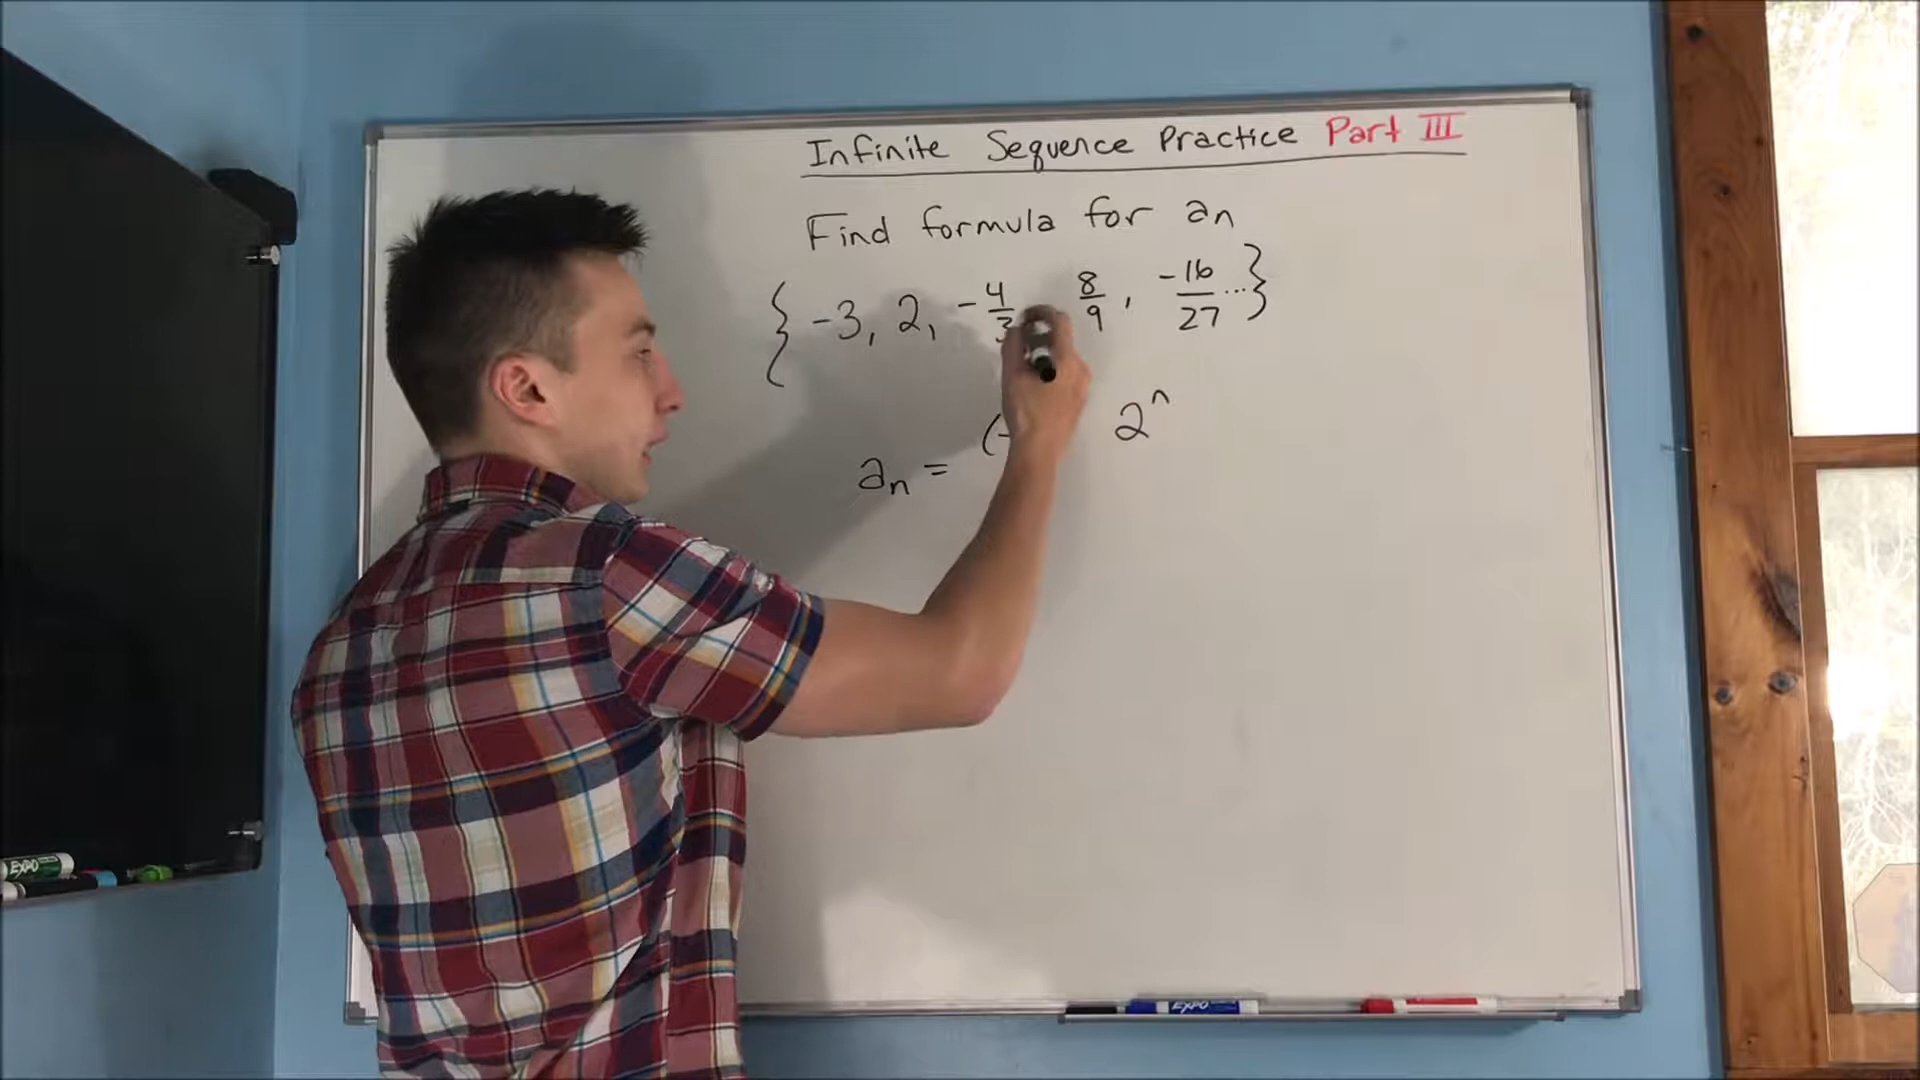 Infinite Sequence Practice Part III
Find formula for an
{ -3, 2, -4/3 8/9, -16/27 ...}
an = (- 2^n
EXPO
EXPO